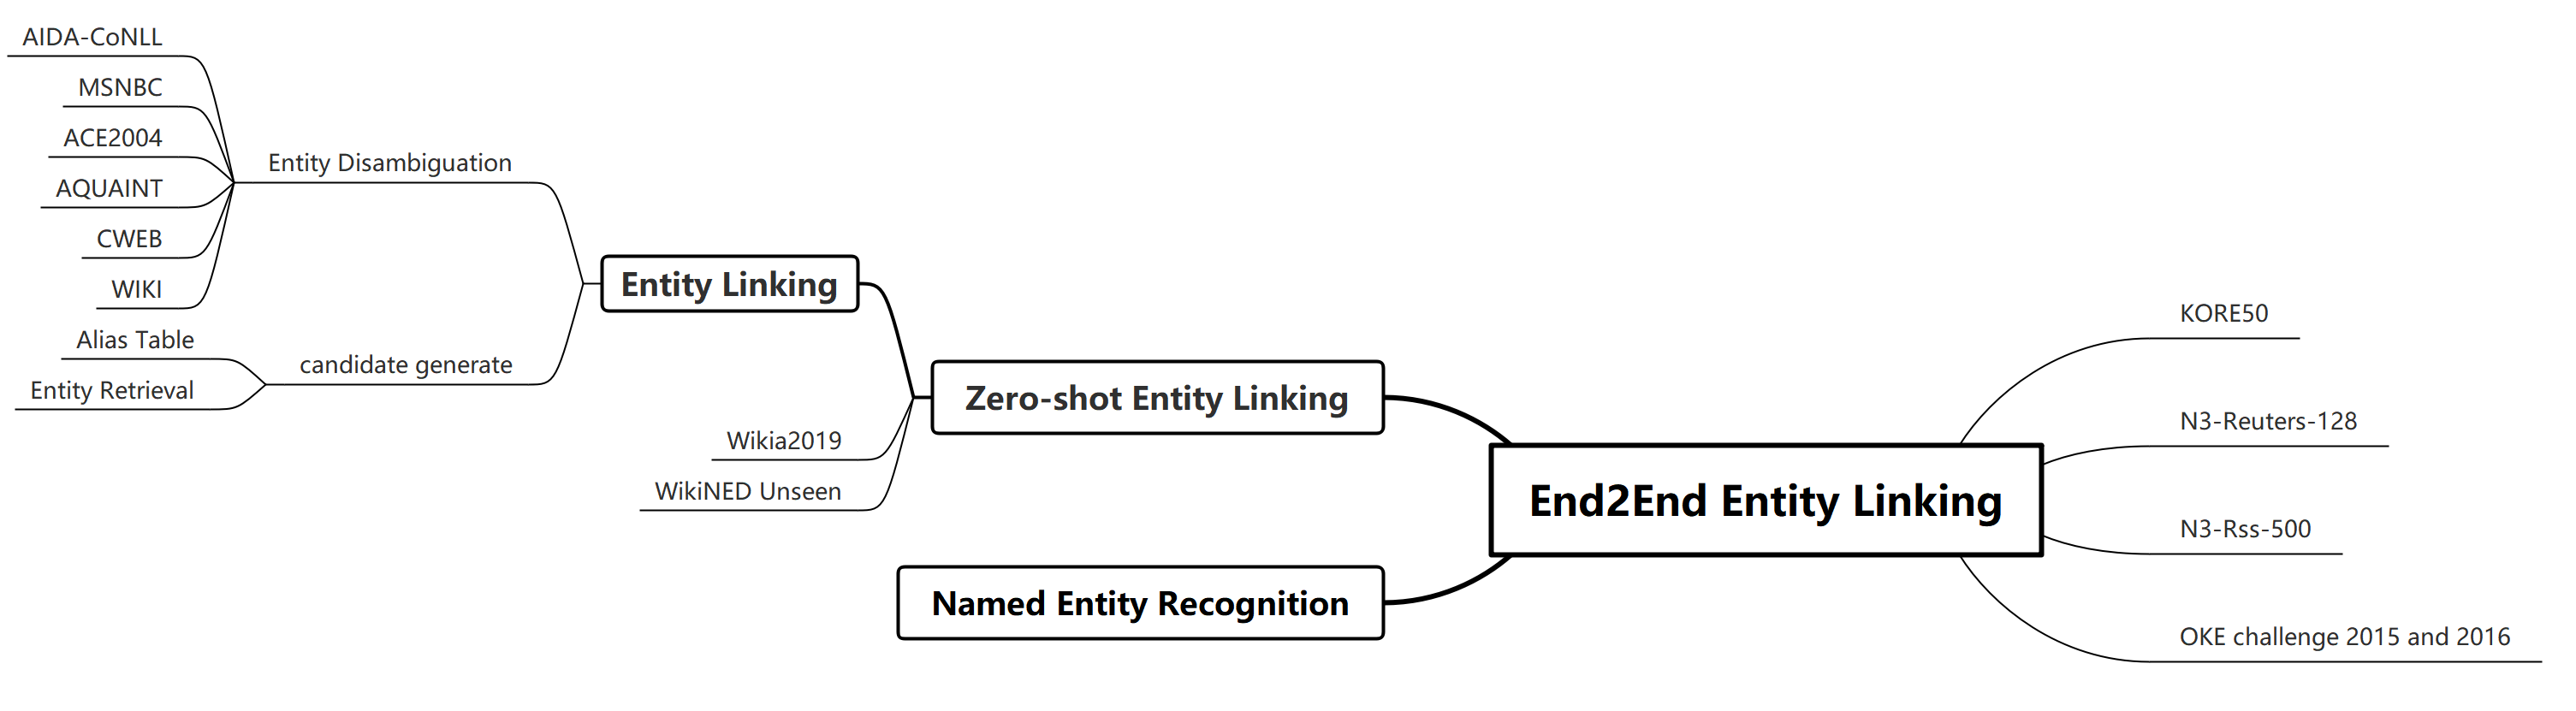 AIDA-CoNLL
MSNBC
ACE2004
AQUAINT
CWEB
WIKI
Entity Disambiguation
Alias Table
Entity Retrieval
candidate generate
Entity Linking
Wikia2019
WikiNED Unseen
Zero-shot Entity Linking
Named Entity Recognition
End2End Entity Linking
KORE50
N3-Reuters-128
N3-Rss-500
OKE challenge 2015 and 2016